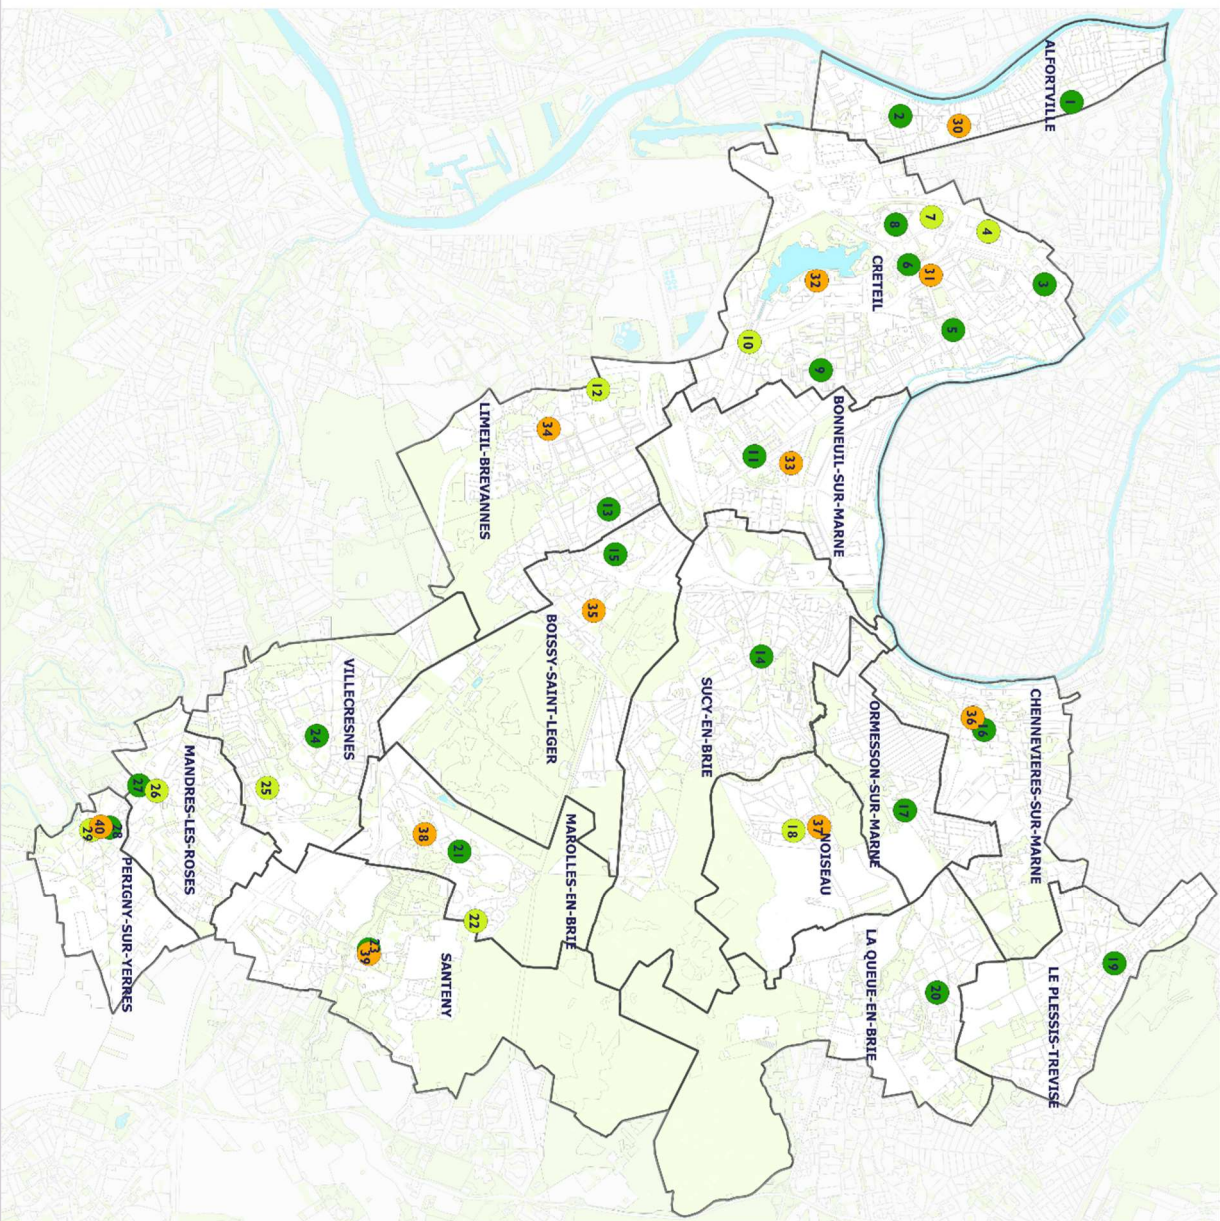 19
1
LE PLESSIS-TREVISE
ALFORTVILLE
3
CHENNEVIERES-SUR-MARNE
4
16
36
30
5
20
7
31
6
17
2
8
CRETEIL
ORMESSON-SUR-MARNE
LA QUEUE-EN-BRIE
BONNEUIL-SUR-MARNE
NOISEAU
9
37
32
18
33
14
11
10
SUCY-EN-BRIE
15
13
12
35
MAROLLES-EN-BRIE
BOISSY-SAINT-LEGER
34
LIMEIL-BREVANNES
22
21
SANTENY
38
23
39
VILLECRESNES
24
25
MANDRES-LES-ROSES
26
27
PERIGNY-SUR-YERRES
28
40
29